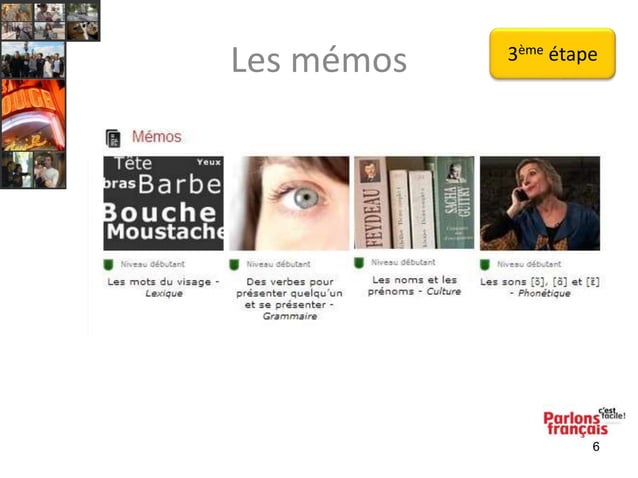 Les mémos
3ème étape
Mémos
Tête
Yeux
bras Barbe
Bouche
Moustache
FEYDEAU
SACHA GUITRY
Niveau débutant
Les mots du visage -
Lexique
Niveau débutant
Des verbes pour
présenter quelqu'un
et se présenter -
Grammaire
Niveau débutant
Les noms et les
prénoms - Culture
Niveau débutant
Les sons [ɔ̃], [ɑ̃] et [ɛ̃]
- Phonétique
Parlons
français
c'est
facile!
6